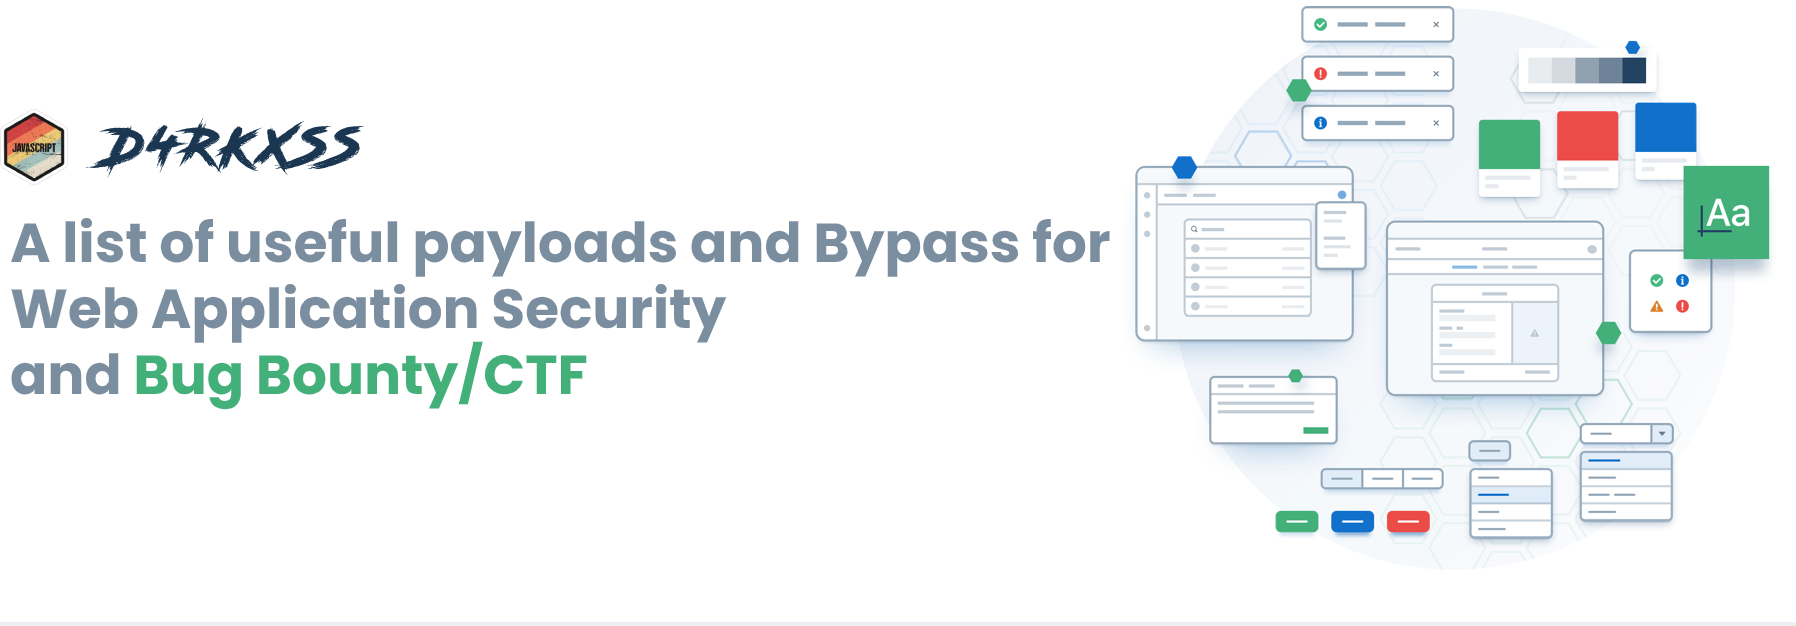 JAVASCRIPT
D4RKXSS
A list of useful payloads and Bypass for
Web Application Security
and Bug Bounty/CTF
Aa